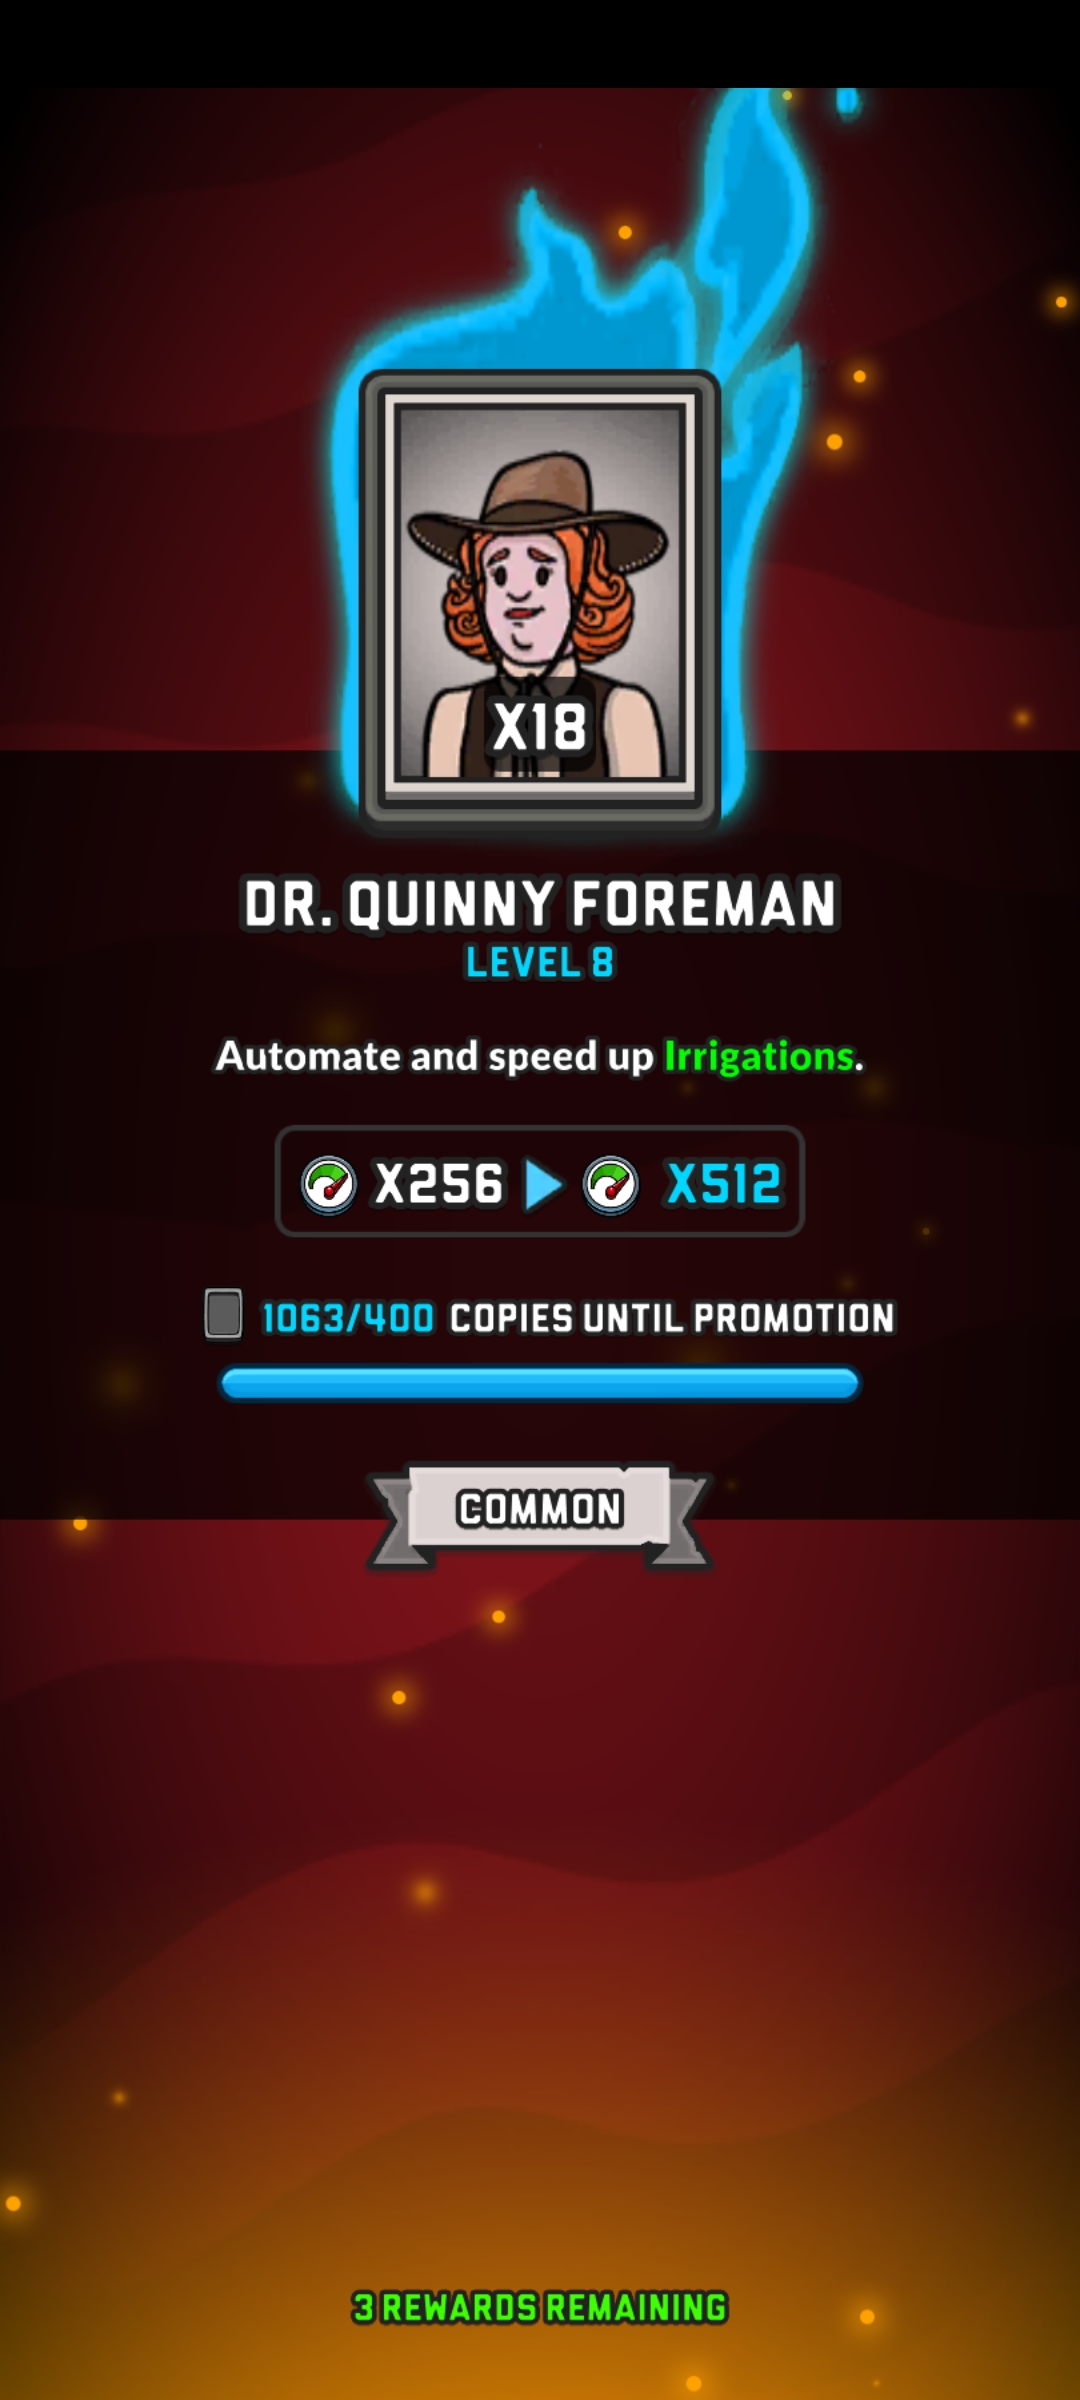 X18
DR. QUINNY FOREMAN
LEVEL 8
Automate and speed up Irrigations.
X256 X512
1063/400 COPIES UNTIL PROMOTION
COMMON
3 REWARDS REMAINING